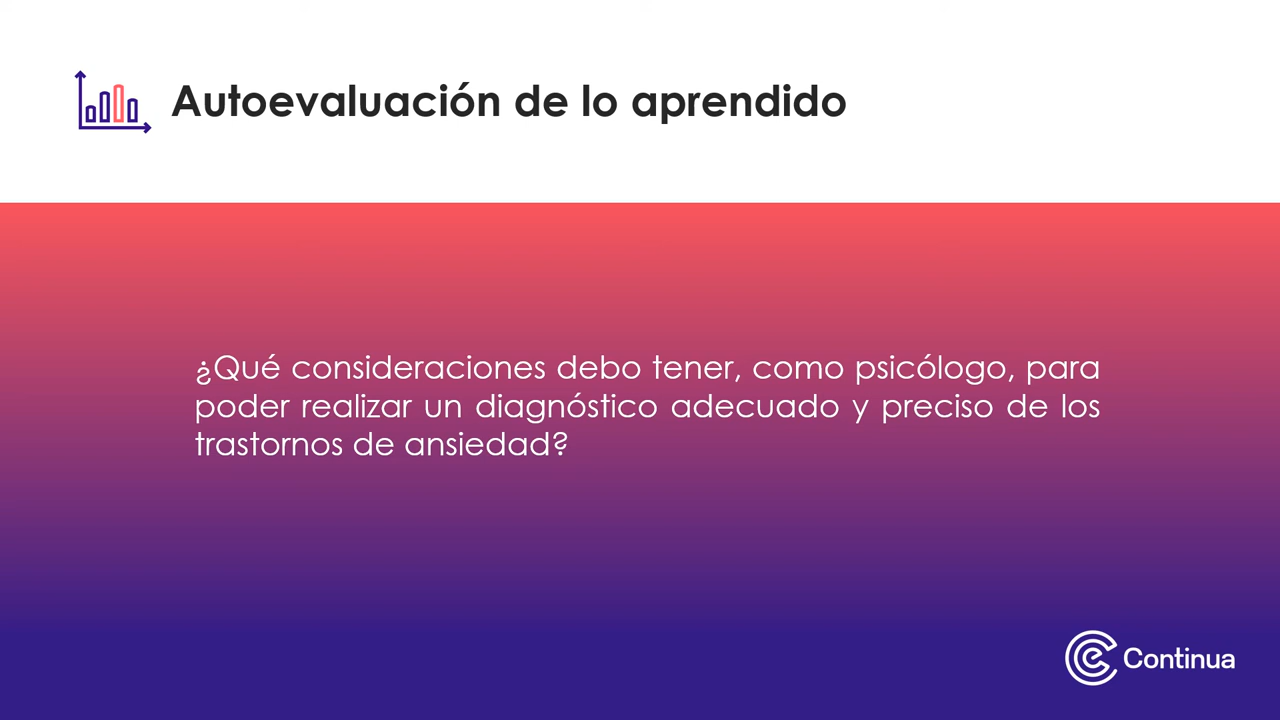 Autoevaluación de lo aprendido
¿Qué consideraciones debo tener, como psicólogo, para
poder realizar un diagnóstico adecuado y preciso de los
trastornos de ansiedad?
Continua